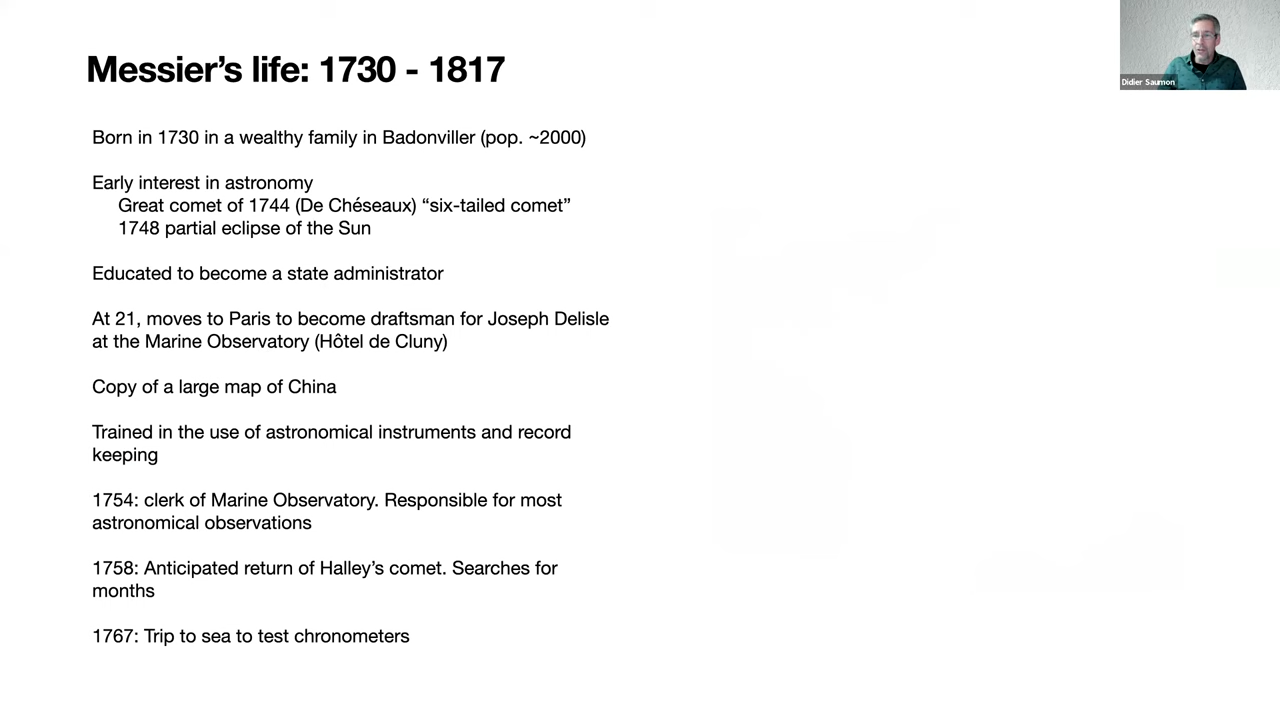 Messier’s life: 1730 - 1817
Didier Saumon
Born in 1730 in a wealthy family in Badonviller (pop. ~2000)
Early interest in astronomy
Great comet of 1744 (De Chéseaux) “six-tailed comet”
1748 partial eclipse of the Sun
Educated to become a state administrator
At 21, moves to Paris to become draftsman for Joseph Delisle
at the Marine Observatory (Hôtel de Cluny)
Copy of a large map of China
Trained in the use of astronomical instruments and record
keeping
1754: clerk of Marine Observatory. Responsible for most
astronomical observations
1758: Anticipated return of Halley’s comet. Searches for
months
1767: Trip to sea to test chronometers